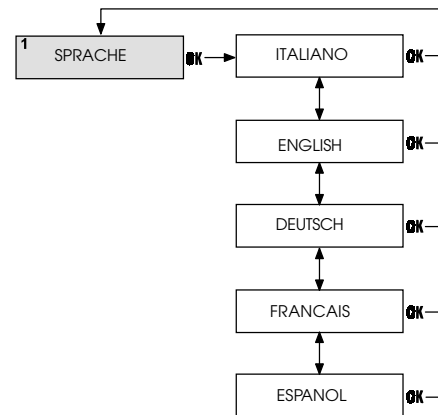 1
SPRACHE OK ITALIANO OK
ENGLISH OK
DEUTSCH OK
FRANCAIS OK
ESPANOL OK